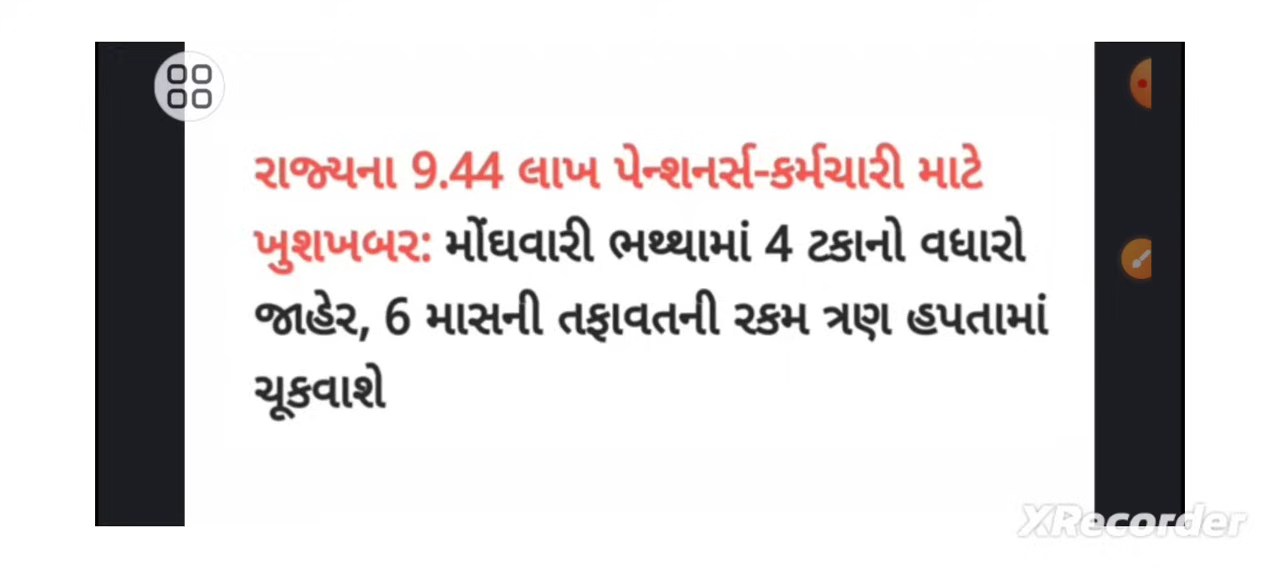 રાજ્યના 9.44 લાખ પેન્શનર્સ-કર્મચારી માટે
ખુશખબર: મોંઘવારી ભથ્થામાં 4 ટકાનો વધારો
જાહેર, 6 માસની તફાવતની રકમ ત્રણ હપતામાં
ચૂકવાશે
XRecorder